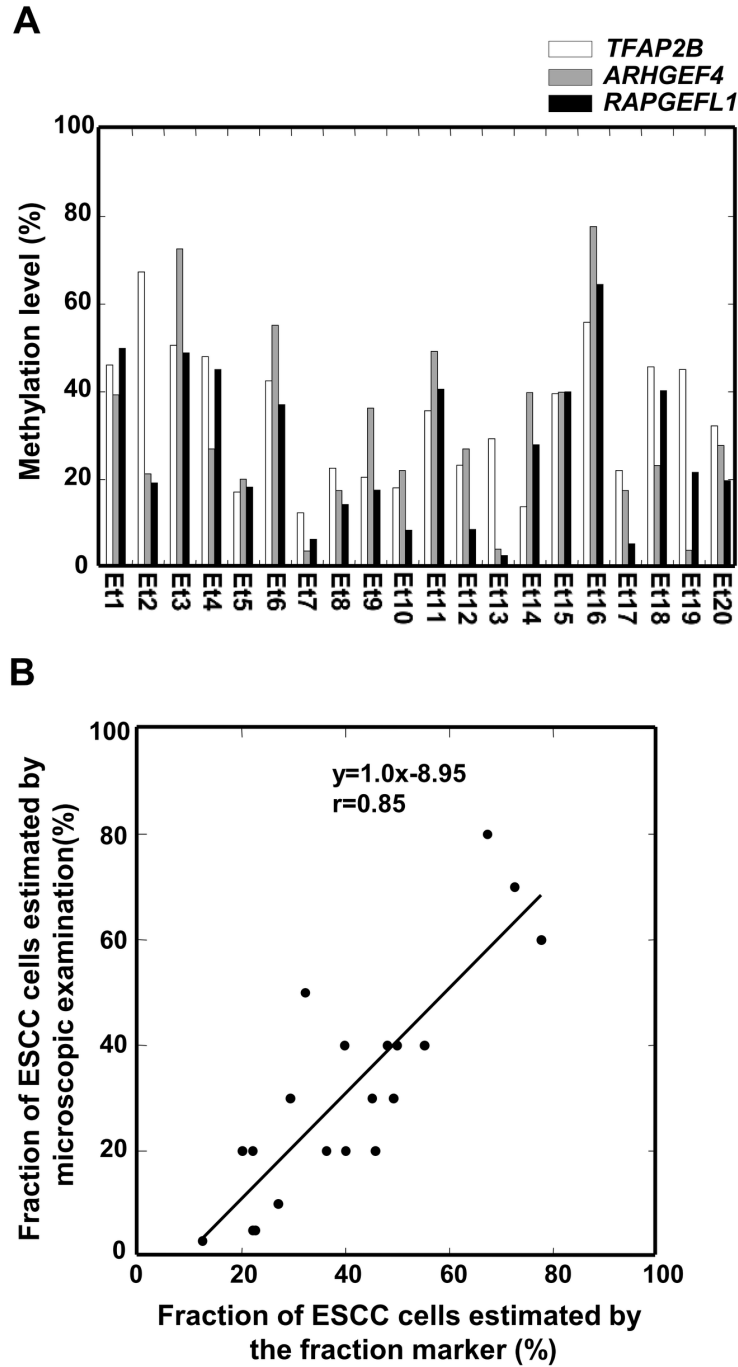 A
TFAP2B
ARHGEF4
RAPGEFL1
Methylation level (%)
100
80
60
40
20
0
Et1
Et2
Et3
Et4
Et5
Et6
Et7
Et8
Et9
Et10
Et11
Et12
Et13
Et14
Et15
Et16
Et17
Et18
Et19
Et20
B
Fraction of ESCC cells estimated by
microscopic examination(%)
100
80
60
40
20
0
y=1.0x-8.95
r=0.85
0
20
40
60
80
100
Fraction of ESCC cells estimated by
the fraction marker (%)